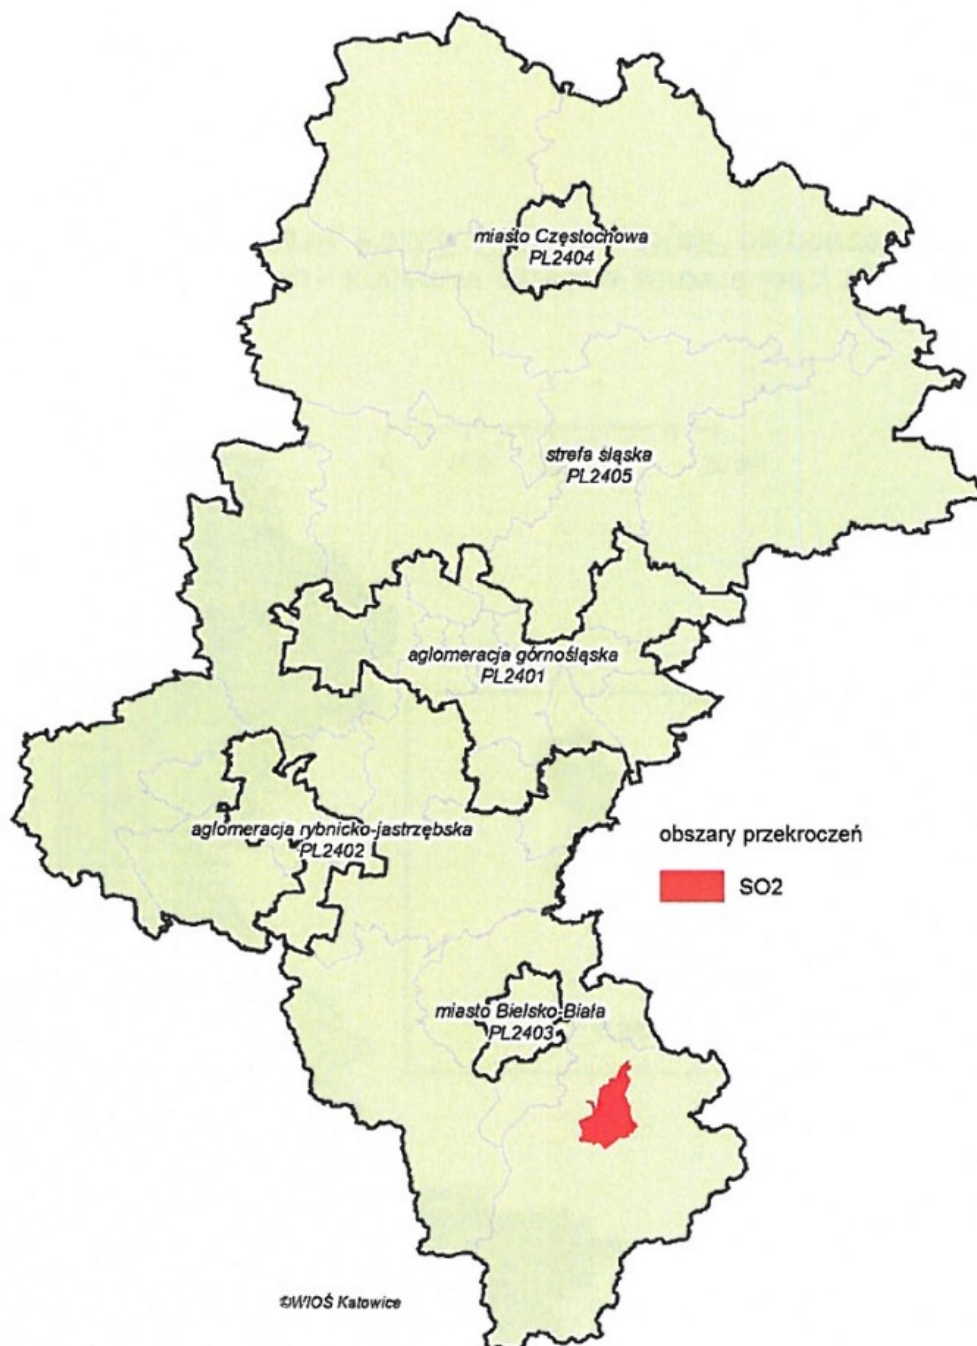 miasto Częstochowa
PL2404
strefa śląska
PL2405
aglomeracja górnośląska
PL2401
obszary przekroczeń
SO2
aglomeracja rybnicko-jastrzębska
PL2402
miasto Bielsko-Biała
PL2403
©WIOŚ Katowice